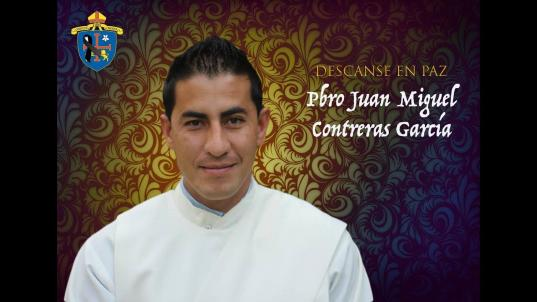 DESCANSE EN PAZ
Pbro Juan Miguel
Contreras García